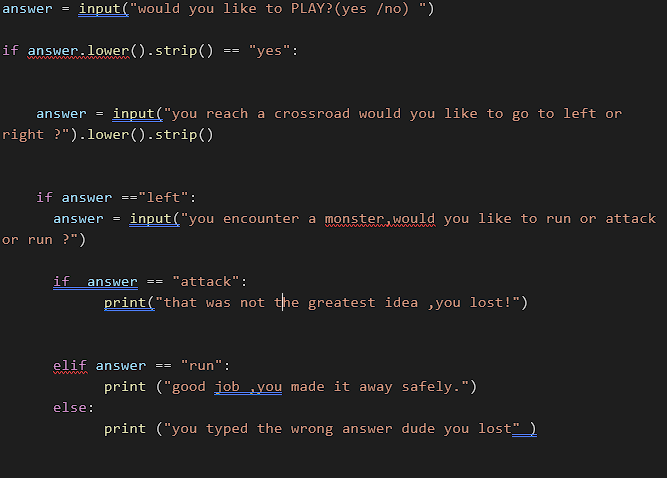 answer = input("would you like to PLAY?(yes /no) ")
if answer.lower().strip() == "yes":
answer = input("you reach a crossroad would you like to go to left or
right ?").lower().strip()
if answer =="left":
answer = input("you encounter a monster,would you like to run or attack
or run ?")
if  answer == "attack":
print("that was not the greatest idea ,you lost!")
elif answer == "run":
print ("good job ,you made it away safely.")
else:
print ("you typed the wrong answer dude you lost" )